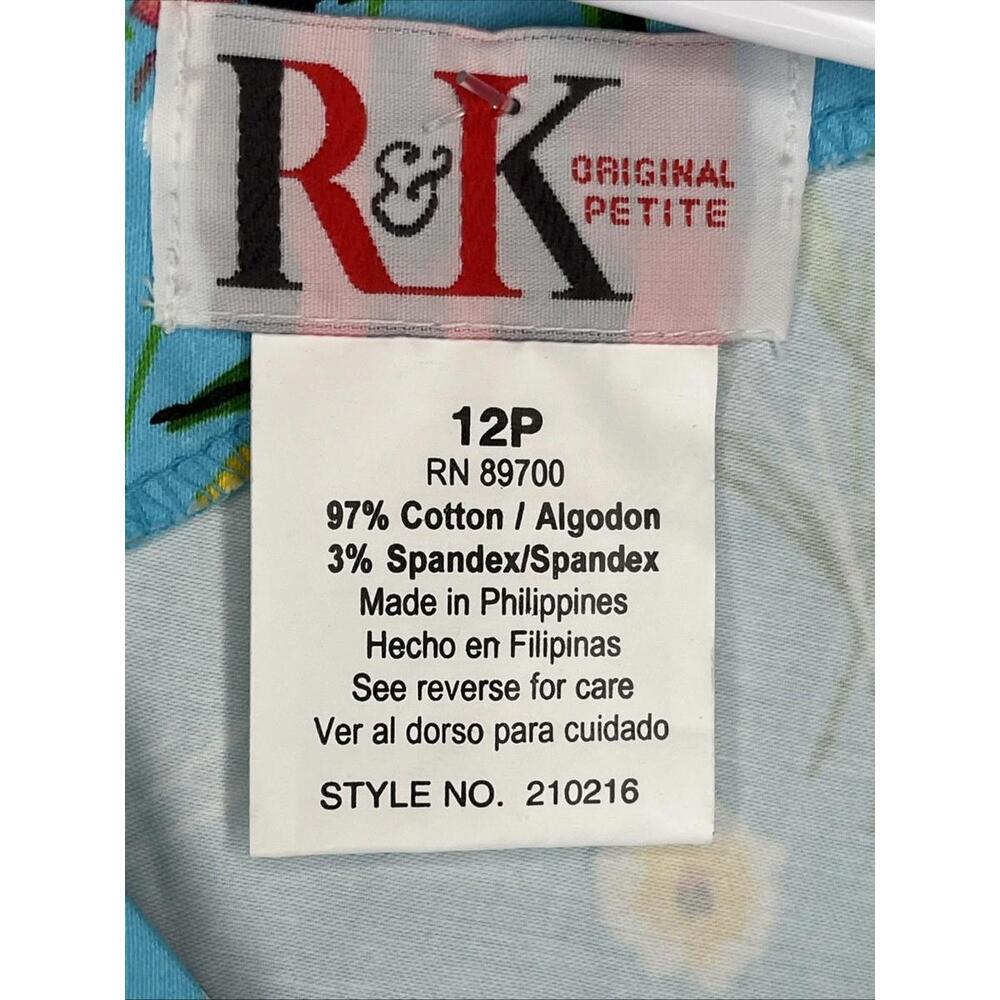 R&K
ORIGINAL
PETITE
12P
RN 89700
97% Cotton / Algodon
3% Spandex/Spandex
Made in Philippines
Hecho en Filipinas
See reverse for care
Ver al dorso para cuidado
STYLE NO. 210216